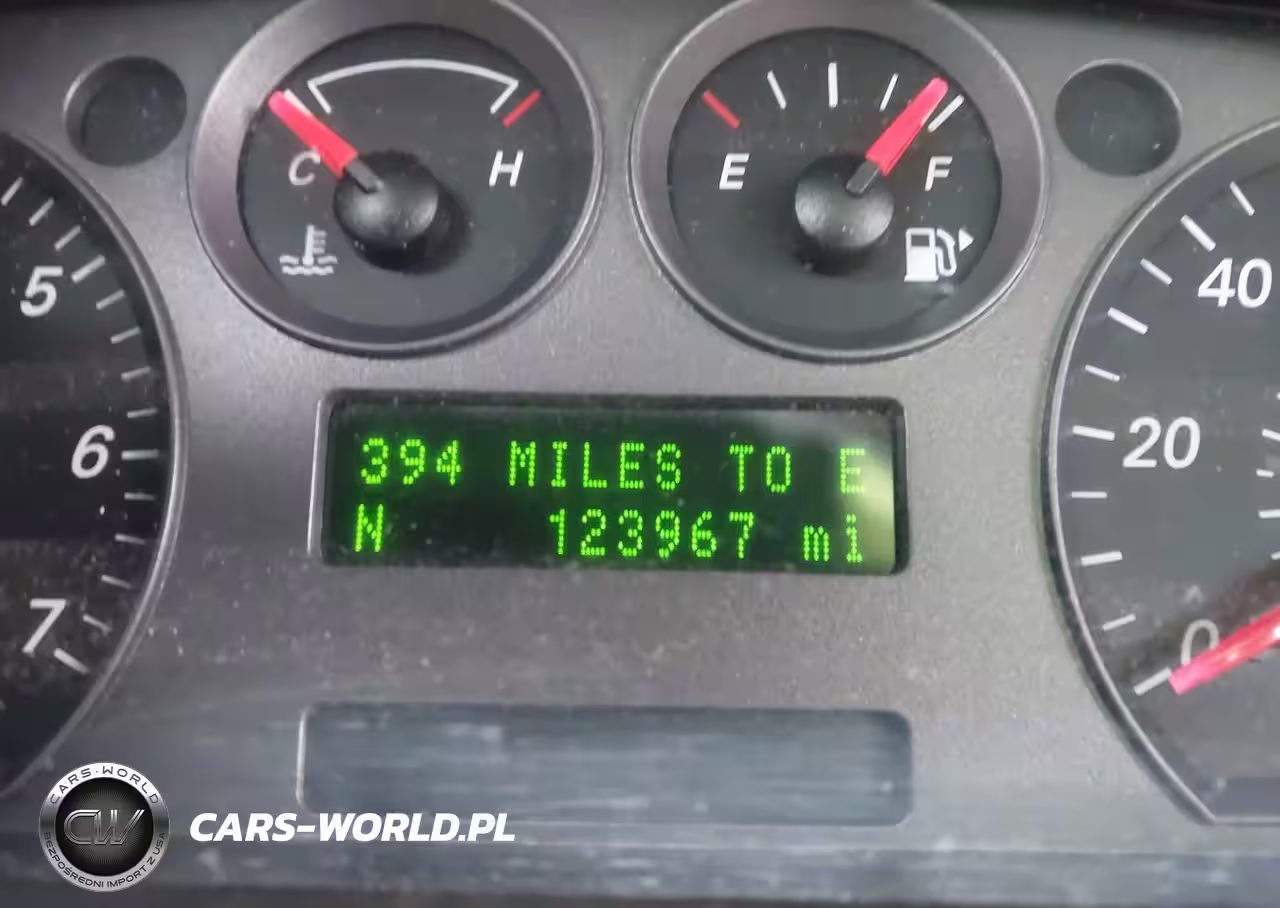 C H
E F
5
6
7
40
20
0
394 MILES TO E
N 123967 mi
CARS-WORLD
CW
BEZPOŚREDNI IMPORT Z USA
CARS-WORLD.PL